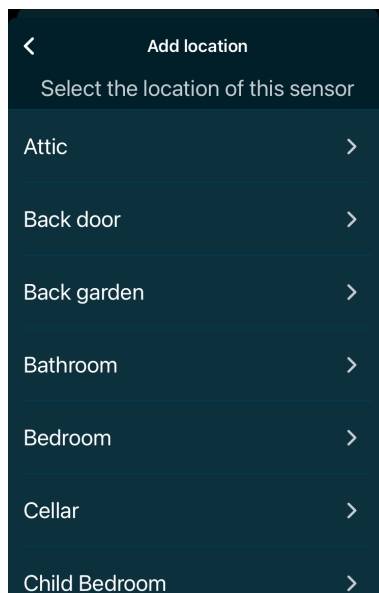 Add location
Select the location of this sensor
Attic
Back door
Back garden
Bathroom
Bedroom
Cellar
Child Bedroom